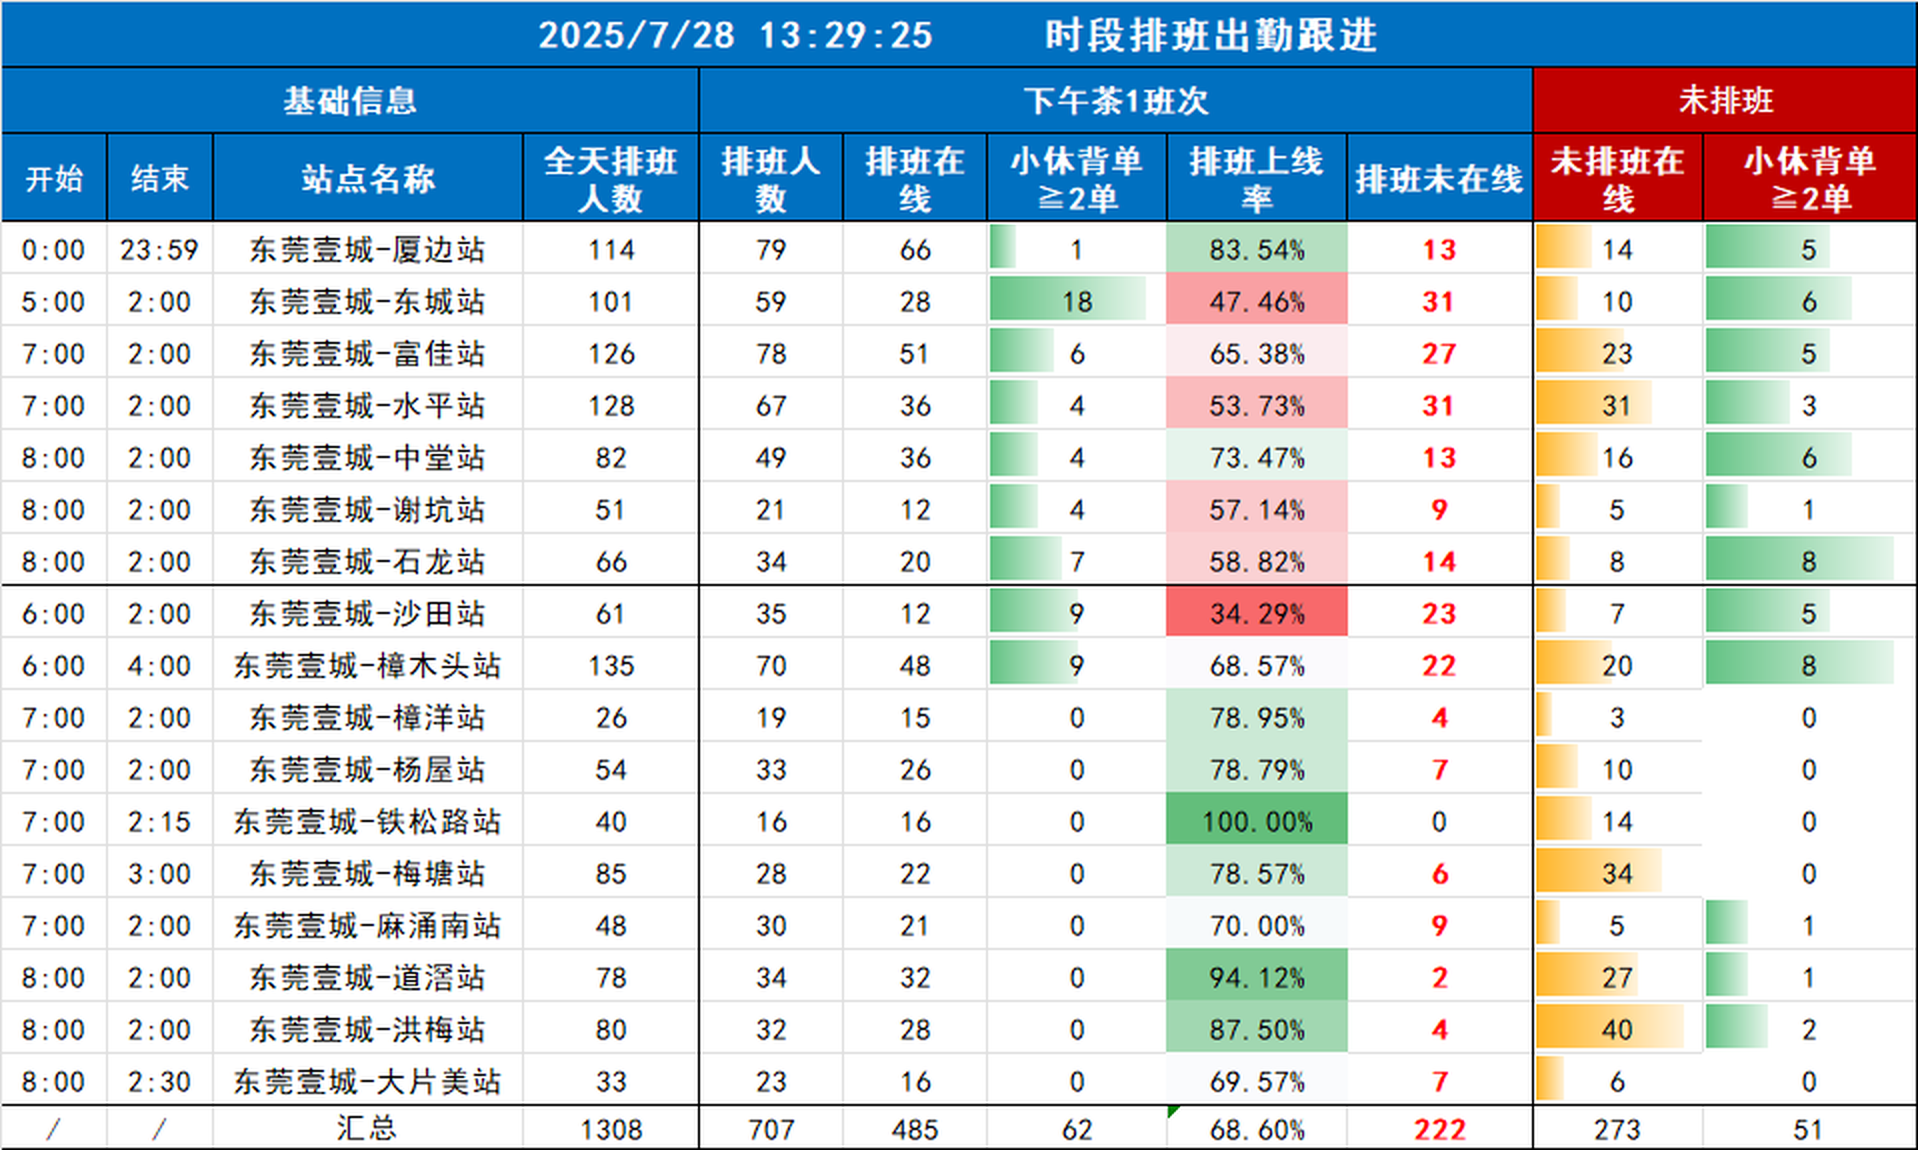 2025/7/28 13:29:25 时段排班出勤跟进
基础信息 下午茶1班次 未排班
开始 结束 站点名称 全天排班人数 排班人数 排班在线 小休背单≧2单 排班上线率 排班未在线 未排班在线 小休背单≧2单
0:00 23:59 东莞壹城-厦边站 114 79 66 1 83.54% 13 14 5
5:00 2:00 东莞壹城-东城站 101 59 28 18 47.46% 31 10 6
7:00 2:00 东莞壹城-富佳站 126 78 51 6 65.38% 27 23 5
7:00 2:00 东莞壹城-水平站 128 67 36 4 53.73% 31 31 3
8:00 2:00 东莞壹城-中堂站 82 49 36 4 73.47% 13 16 6
8:00 2:00 东莞壹城-谢坑站 51 21 12 4 57.14% 9 5 1
8:00 2:00 东莞壹城-石龙站 66 34 20 7 58.82% 14 8 8
6:00 2:00 东莞壹城-沙田站 61 35 12 9 34.29% 23 7 5
6:00 4:00 东莞壹城-樟木头站 135 70 48 9 68.57% 22 20 8
7:00 2:00 东莞壹城-樟洋站 26 19 15 0 78.95% 4 3 0
7:00 2:00 东莞壹城-杨屋站 54 33 26 0 78.79% 7 10 0
7:00 2:15 东莞壹城-铁松路站 40 16 16 0 100.00% 0 14 0
7:00 3:00 东莞壹城-梅塘站 85 28 22 0 78.57% 6 34 0
7:00 2:00 东莞壹城-麻涌南站 48 30 21 0 70.00% 9 5 1
8:00 2:00 东莞壹城-道滘站 78 34 32 0 94.12% 2 27 1
8:00 2:00 东莞壹城-洪梅站 80 32 28 0 87.50% 4 40 2
8:00 2:30 东莞壹城-大片美站 33 23 16 0 69.57% 7 6 0
/ / 汇总 1308 707 485 62 68.60% 222 273 51